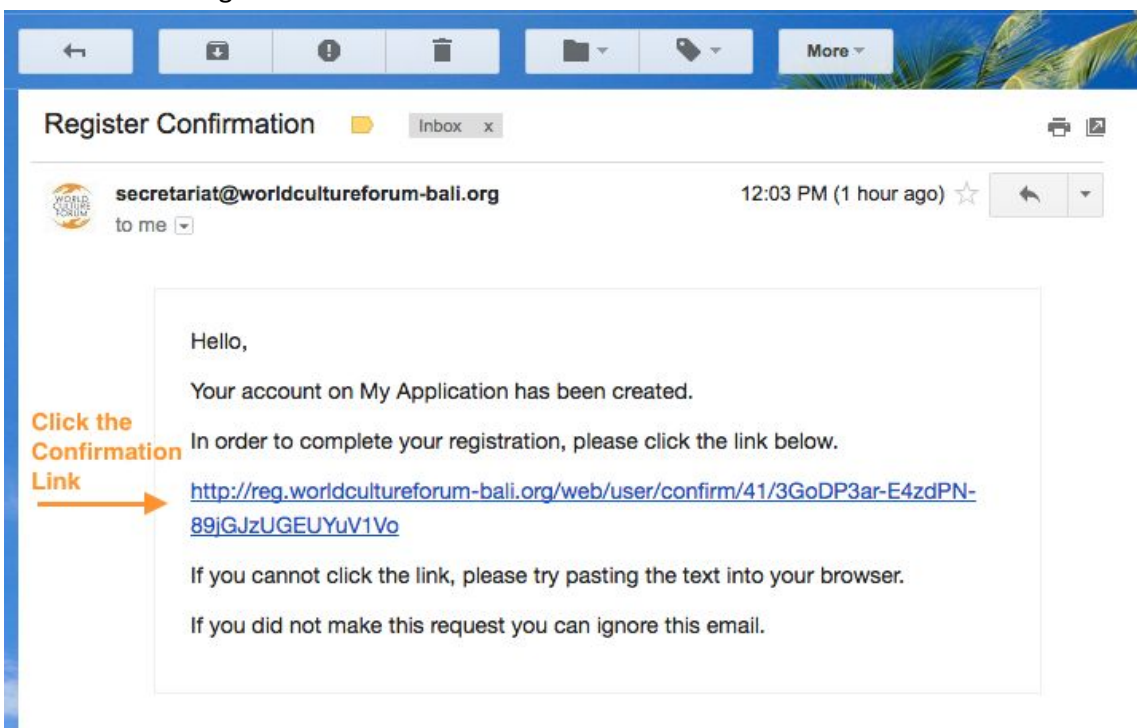 More
Register Confirmation Inbox x
secretariat@worldcultureforum-bali.org 12:03 PM (1 hour ago)
WORLD CULTURE FORUM
to me
Hello,
Your account on My Application has been created.
Click the
Confirmation
Link
In order to complete your registration, please click the link below.
http://reg.worldcultureforum-bali.org/web/user/confirm/41/3GoDP3ar-E4zdPN-
89jGJzUGEUYuV1Vo
If you cannot click the link, please try pasting the text into your browser.
If you did not make this request you can ignore this email.